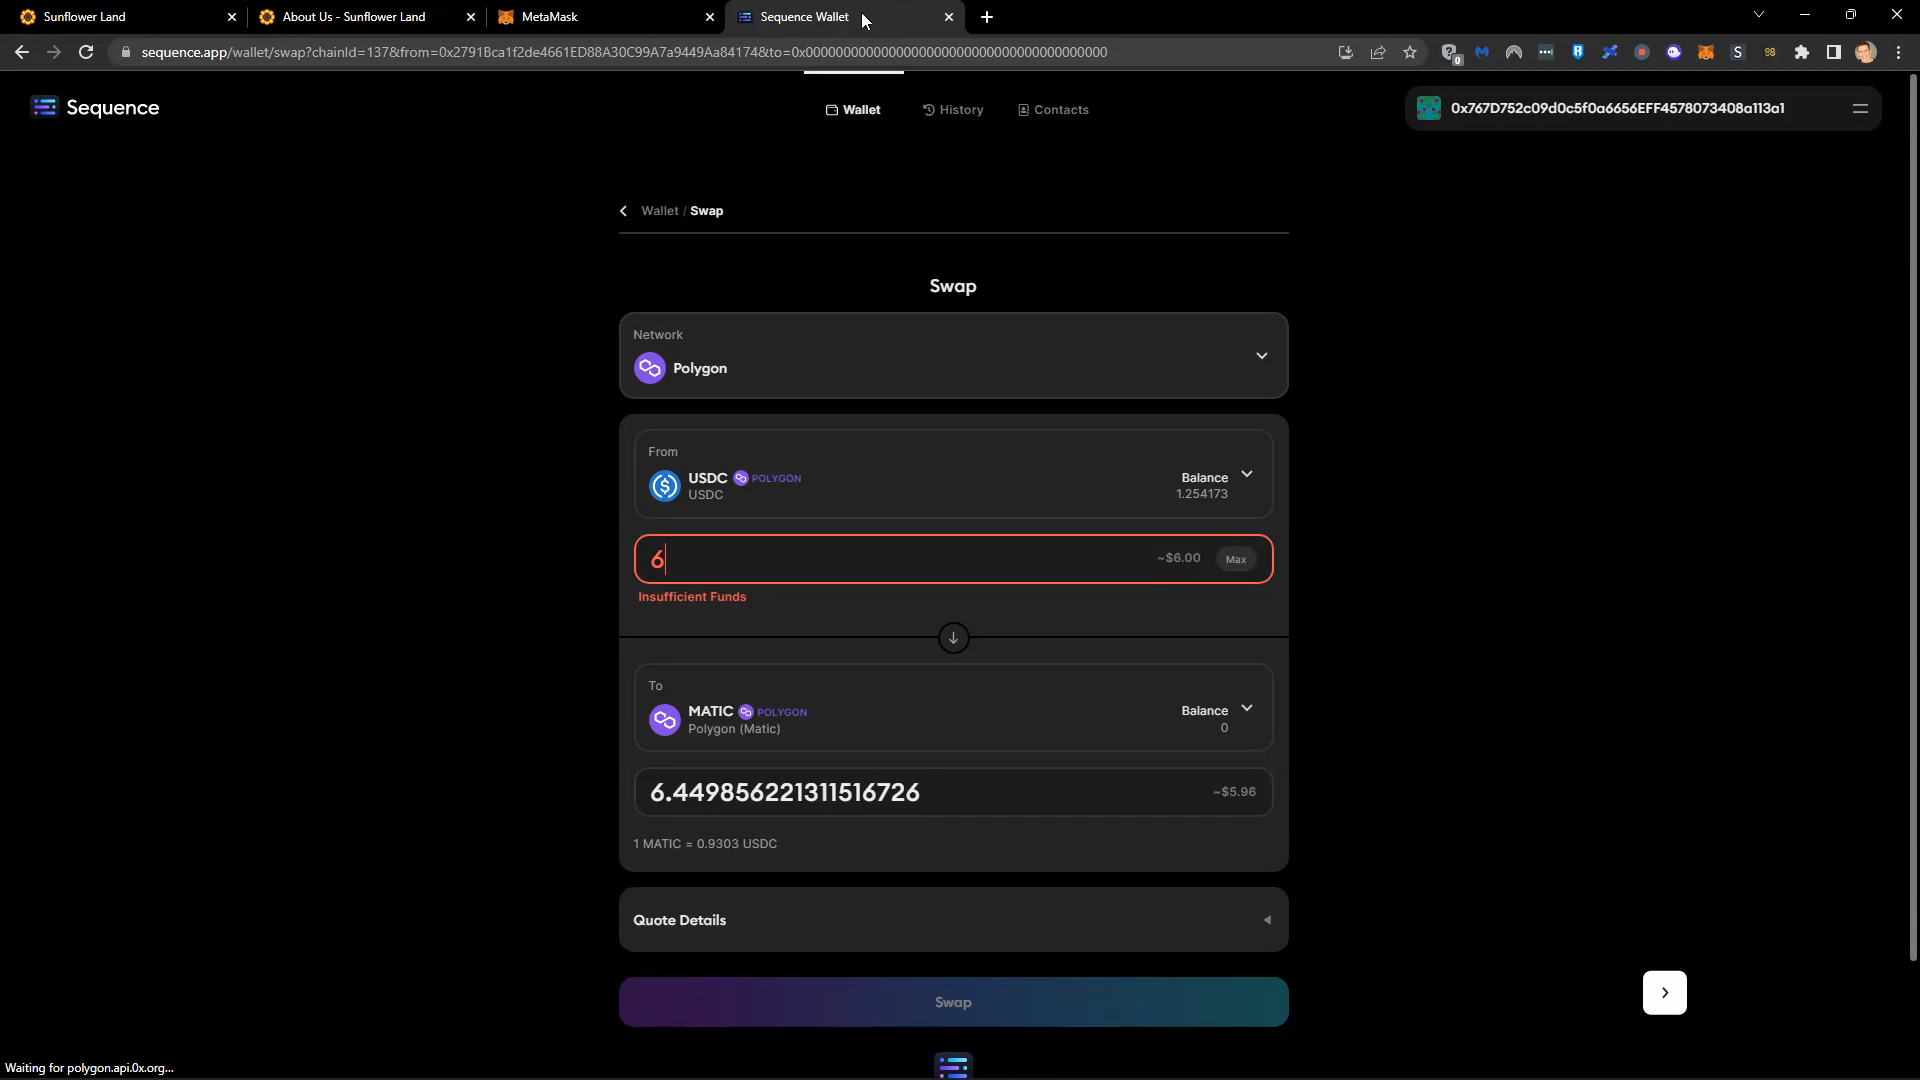 Sunflower Land
About Us - Sunflower Land
MetaMask
Sequence Wallet
sequence.app/wallet/swap?chainId=137&from=0x2791Bca1f2de4661ED88A30C99A7a9449Aa84174&to=0x0000000000000000000000000000000000000000
0
98
Sequence
Wallet
History
Contacts
0x767D752c09d0c5f0a6656EFF4578073408a113a1
Wallet / Swap
Swap
Network
Polygon
From
USDC POLYGON
USDC
Balance
1.254173
6
~$6.00
Max
Insufficient Funds
To
MATIC POLYGON
Polygon (Matic)
Balance
0
6.449856221311516726
~$5.96
1 MATIC = 0.9303 USDC
Quote Details
Swap
Waiting for polygon.api.0x.org...